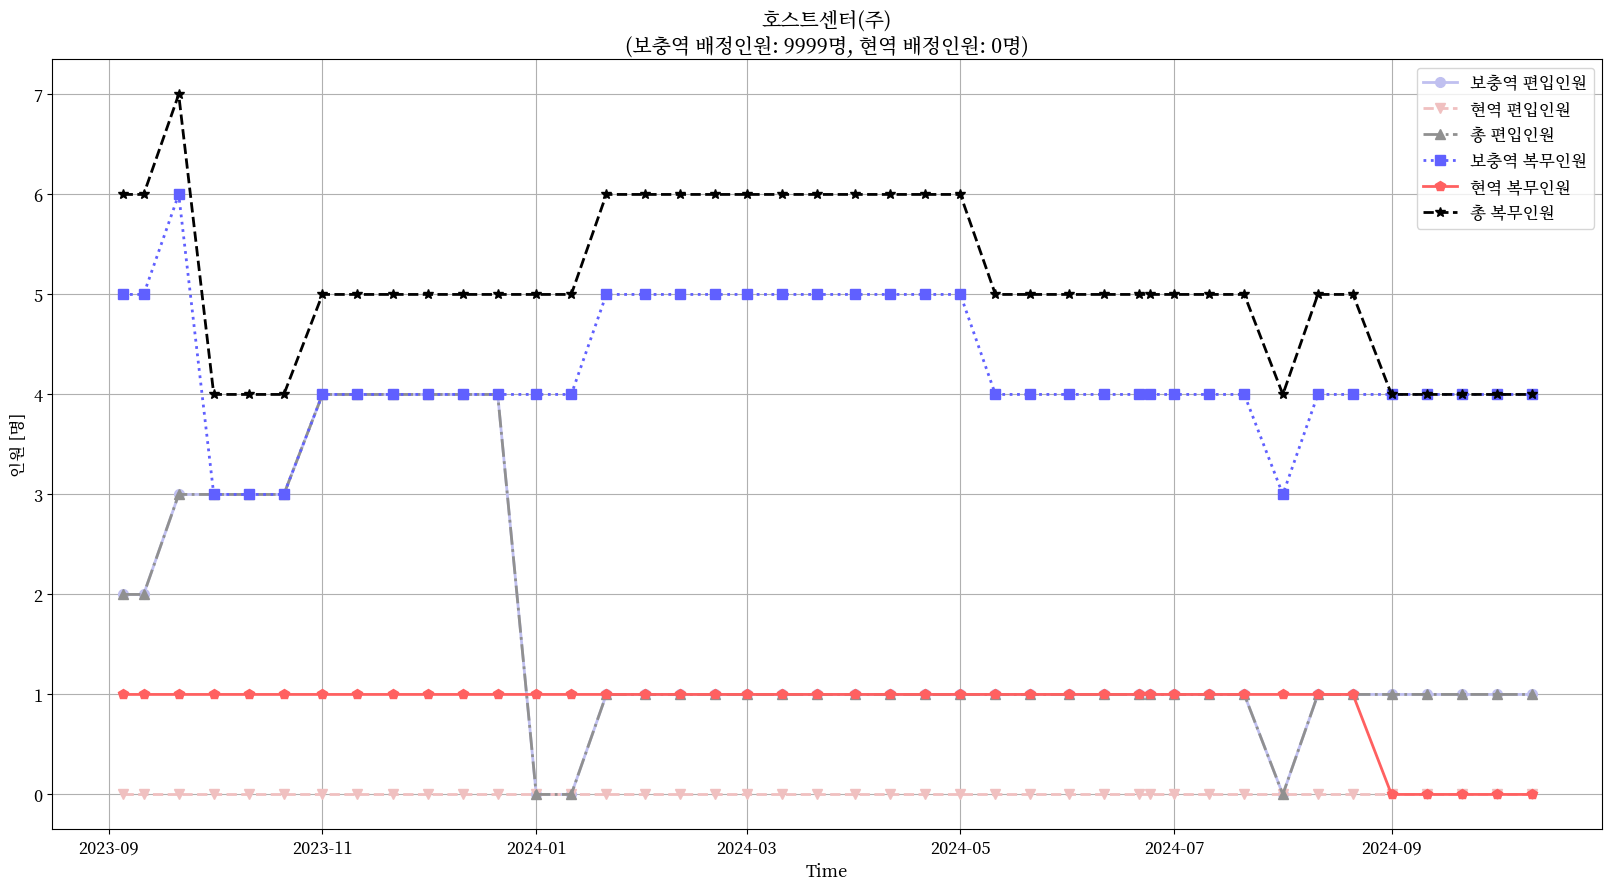 호스트센터(주)
(보충역 배정인원: 9999명, 현역 배정인원: 0명)
보충역 편입인원
현역 편입인원
총 편입인원
보충역 복무인원
현역 복무인원
총 복무인원
인원 [명]
7
6
5
4
3
2
1
0
2023-09
2023-11
2024-01
2024-03
2024-05
2024-07
2024-09
Time